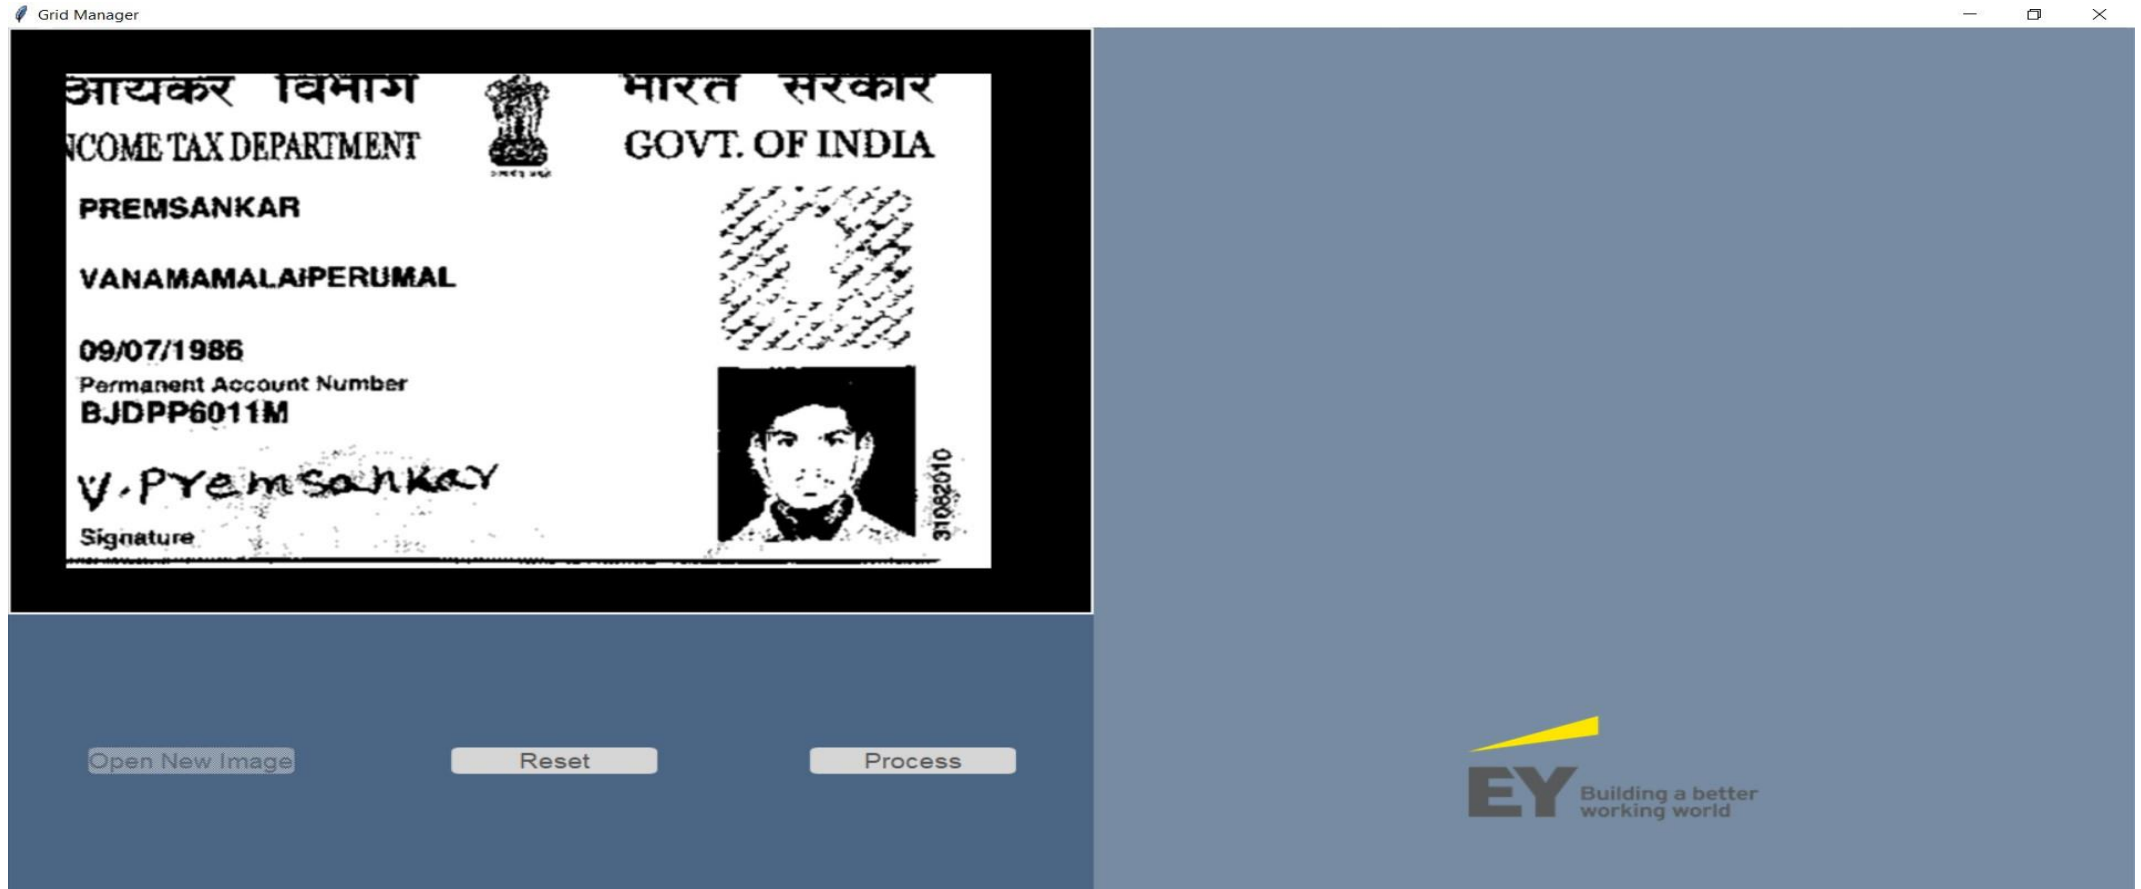 Grid Manager
आयकर विभाग
भारत सरकार
NCOME TAX DEPARTMENT
GOVT. OF INDIA
PREMSANKAR
VANAMAMALAIPERUMAL
09/07/1986
Permanent Account Number
BJDPP6011M
V. Premsankar
Signature
31082010
Open New Image
Reset
Process
EY
Building a better
working world